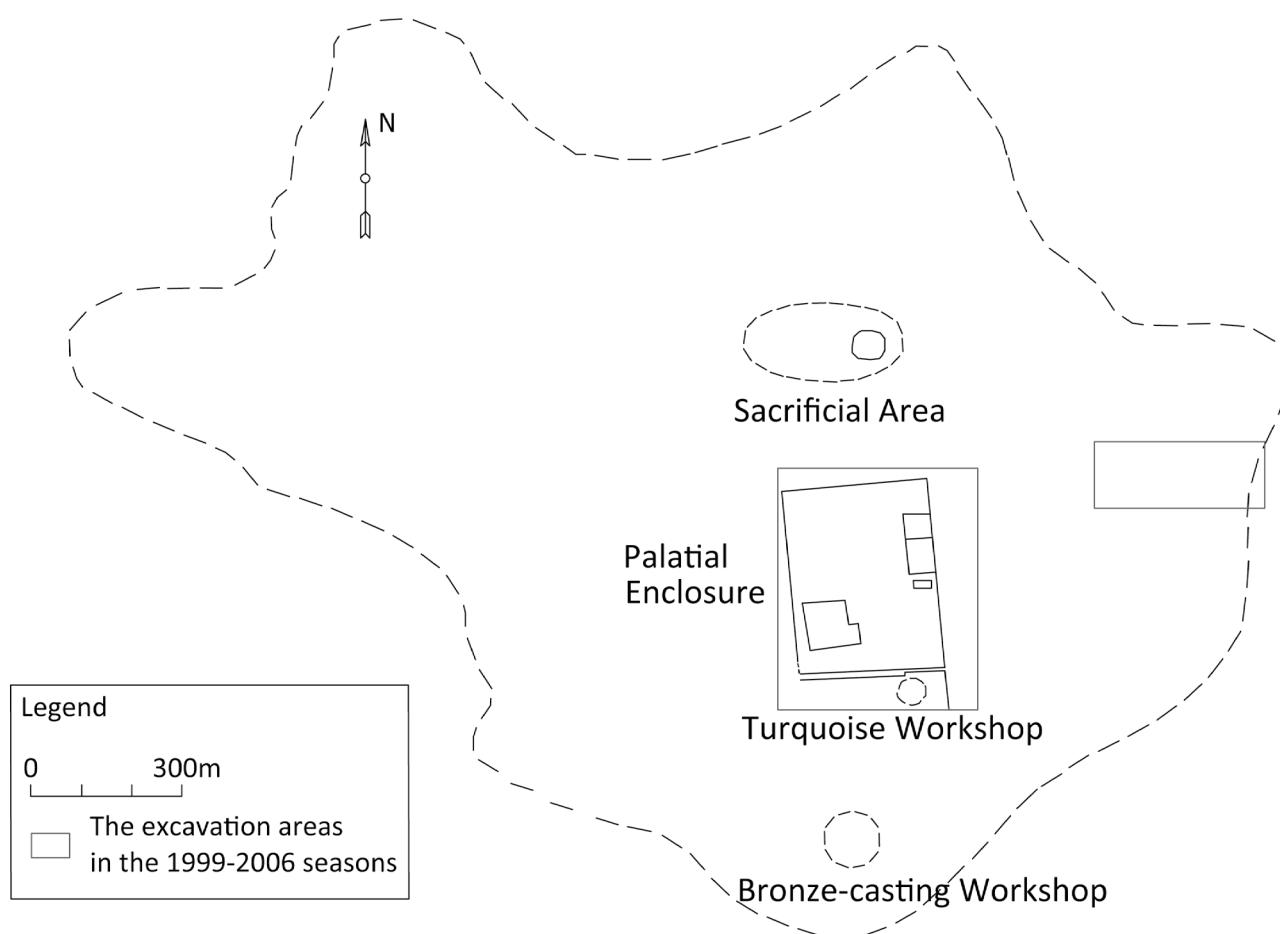 N
Sacrificial Area
Palatial
Enclosure
Turquoise Workshop
Bronze-casting Workshop
Legend
0 300m
The excavation areas
in the 1999-2006 seasons